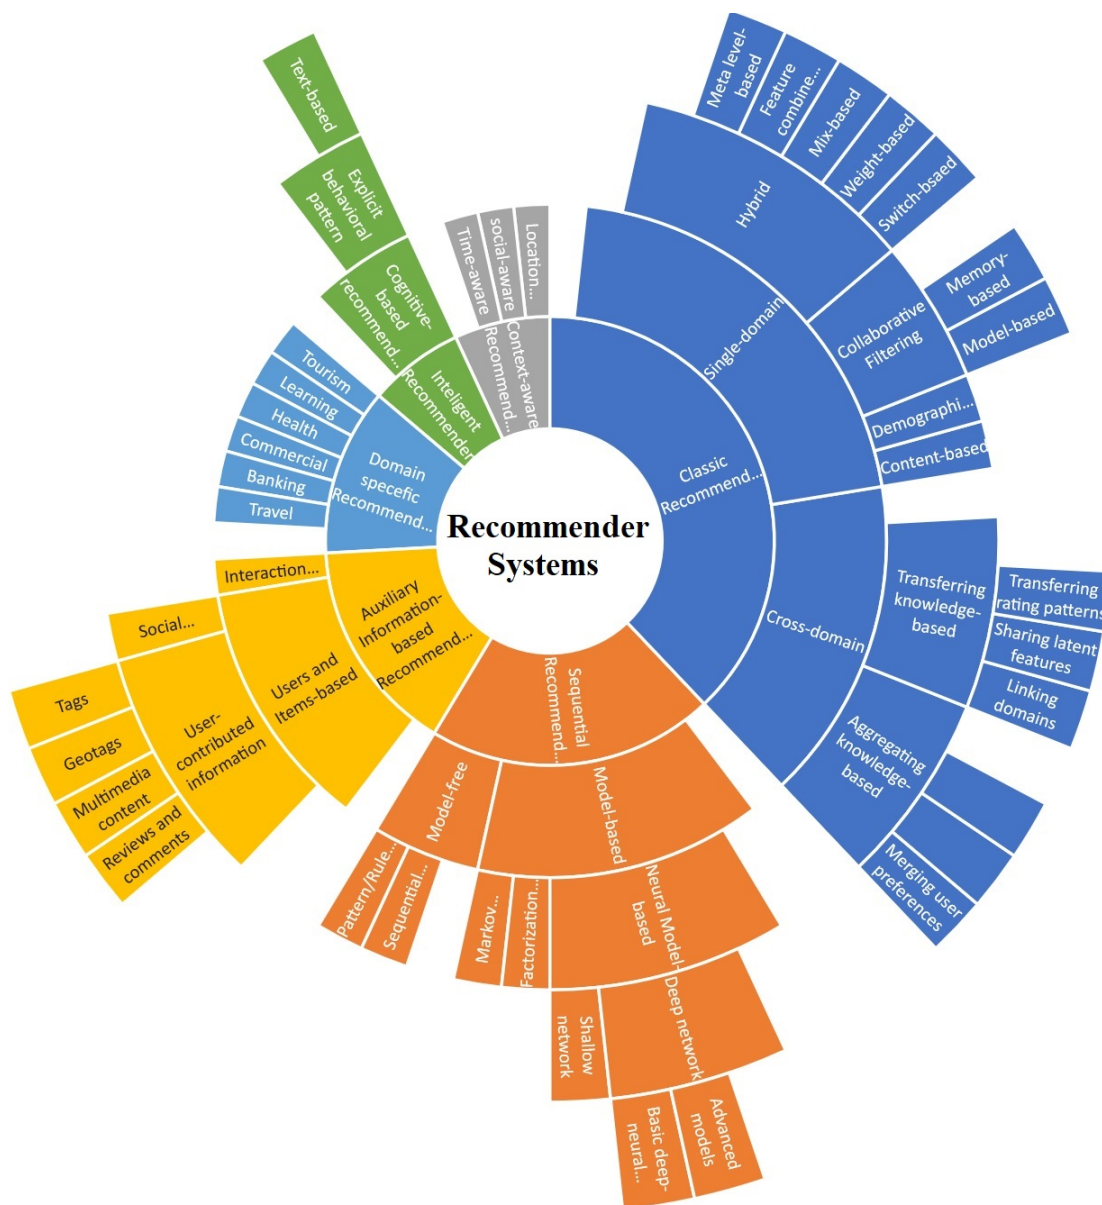 Recommender
Systems
Classic
Recommend...
Single-domain
Hybrid
Meta level-
based
Feature
combine...
Mix-based
Weight-based
Switch-bsaed
Collaborative
Filtering
Memory-
based
Model-based
Demographi...
Content-based
Cross-domain
Transferring
knowledge-
based
Transferring
rating patterns
Sharing latent
features
Linking
domains
Aggregating
knowledge-
based
Merging user
preferences
Sequential
Recommend...
Model-based
Neural Model-
based
Deep network
Advanced
models
Basic deep-
neural...
Shallow
network
Factorization...
Markov...
Model-free
Sequential...
Pattern/Rule...
Auxiliary
Information-
based
Recommend...
Users and
Items-based
User-
contributed
information
Reviews and
comments
Multimedia
content
Geotags
Tags
Social...
Interaction...
Domain
specefic
Recommend...
Travel
Banking
Commercial
Health
Learning
Tourism
Inteligent
Recommender
Cognitive-
based
recommend...
Explicit
behavioral
pattern
Text-based
Context-aware
Recommend...
Time-aware
social-aware
Location...